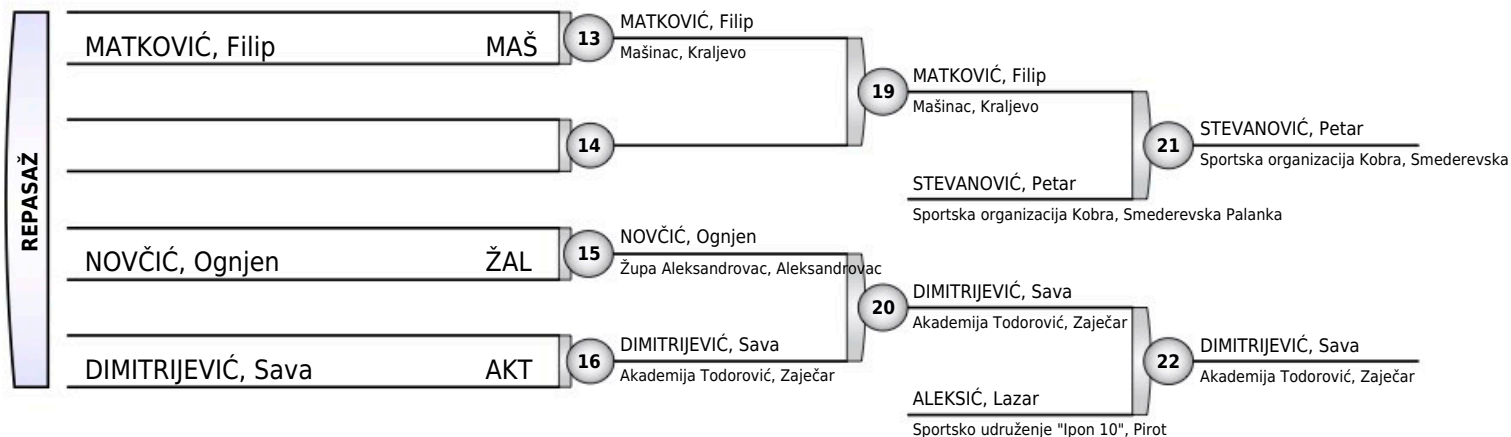 REPASAŽ
MATKOVIĆ, Filip MAŠ
13
MATKOVIĆ, Filip
Mašinac, Kraljevo
14
19
MATKOVIĆ, Filip
Mašinac, Kraljevo
STEVANOVIĆ, Petar
Sportska organizacija Kobra, Smederevska Palanka
21
STEVANOVIĆ, Petar
Sportska organizacija Kobra, Smederevska
NOVČIĆ, Ognjen ŽAL
15
NOVČIĆ, Ognjen
Župa Aleksandrovac, Aleksandrovac
DIMITRIJEVIĆ, Sava AKT
16
DIMITRIJEVIĆ, Sava
Akademija Todorović, Zaječar
20
DIMITRIJEVIĆ, Sava
Akademija Todorović, Zaječar
ALEKSIĆ, Lazar
Sportsko udruženje "Ipon 10", Pirot
22
DIMITRIJEVIĆ, Sava
Akademija Todorović, Zaječar